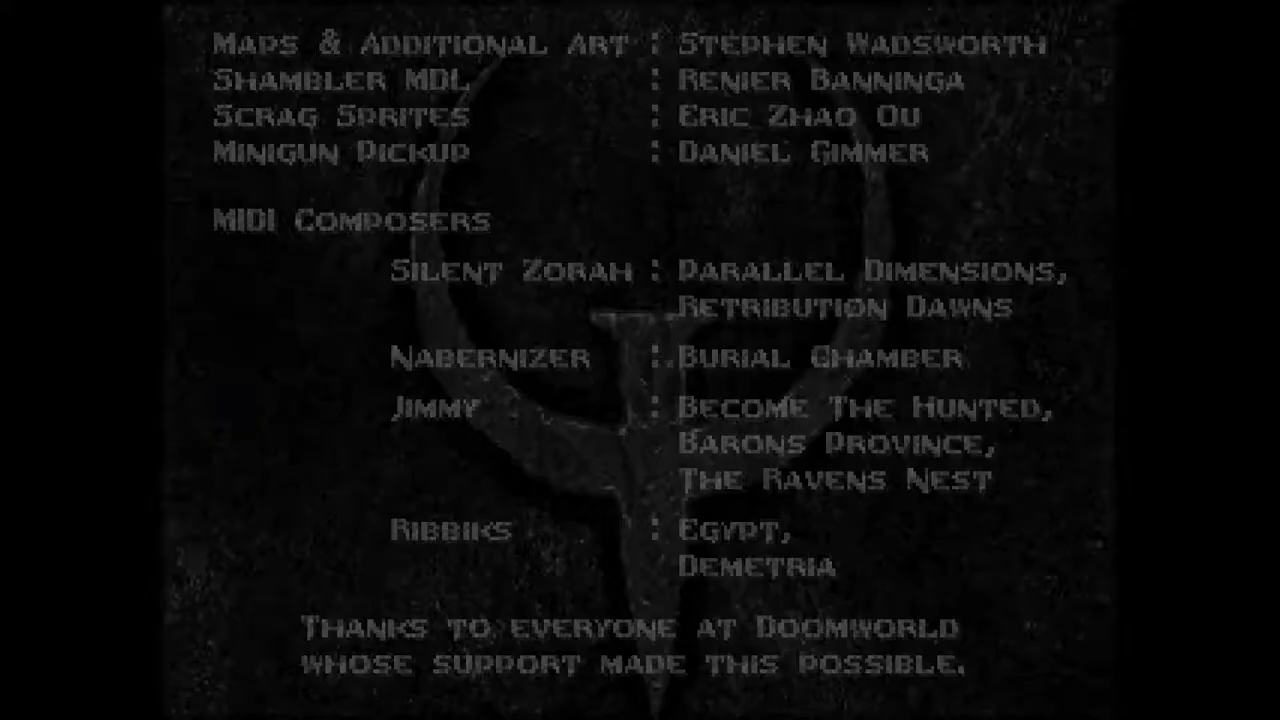 Maps & Additional Art : Stephen Wadsworth
Shambler MDL : Renier Banninga
Scrag Sprites : Eric Zhao Ou
Minigun Pickup : Daniel Gimmer
MIDI Composers
Silent Zorah : Parallel Dimensions,
Retribution Dawns
Nabernizer : Burial Chamber
Jimmy : Become The Hunted,
Barons Province,
The Ravens Nest
Ribbiks : Egypt,
Demetria
Thanks to everyone at Doomworld
whose support made this possible.